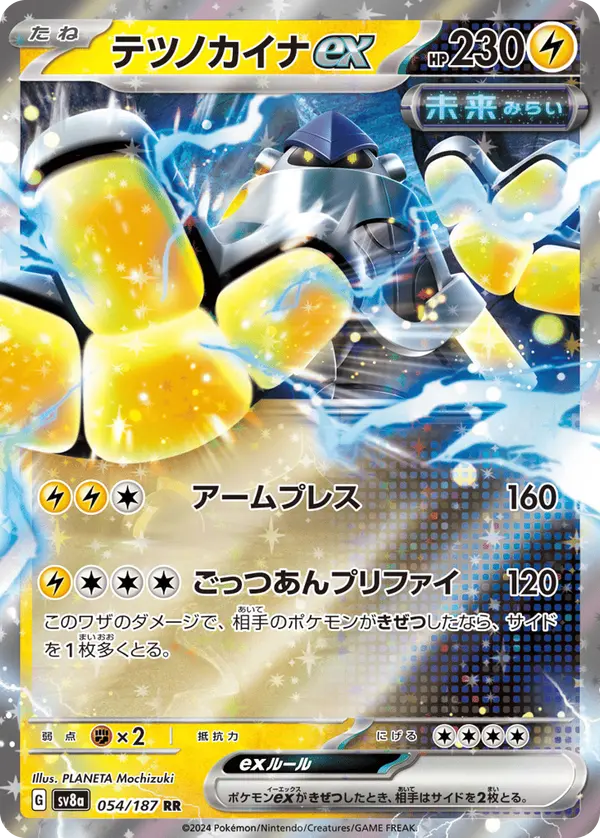 たね テツノカイナex HP230
未来 みらい
アームプレス 160
ごっつあんプリファイ 120
このワザのダメージで、相手のポケモンがきぜつしたなら、サイド
を1枚多くとる。
弱点 ×2 抵抗力 にげる
exルール
ポケモンexがきぜつしたとき、相手はサイドを2枚とる。
Illus. PLANETA Mochizuki
G sv8a 054/187 RR
©2024 Pokémon/Nintendo/Creatures/GAME FREAK.